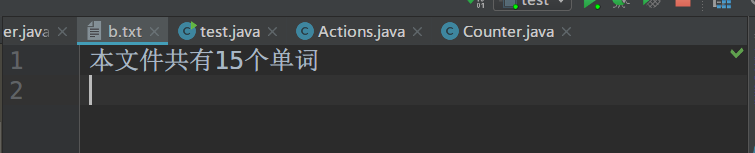 test
er.java b.txt test.java Actions.java Counter.java
1 本文件共有15个单词
2